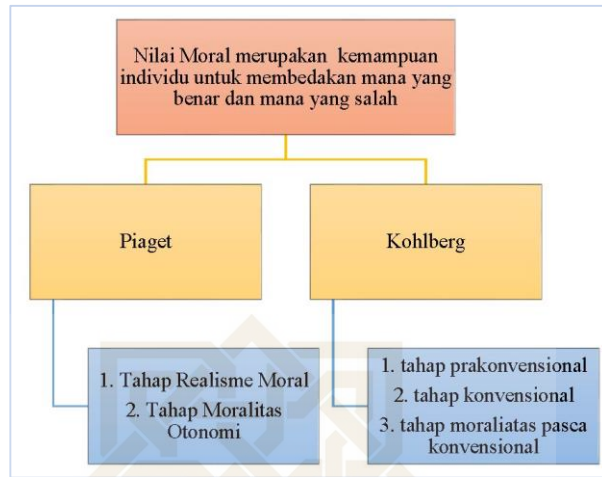 Nilai Moral merupakan kemampuan
individu untuk membedakan mana yang
benar dan mana yang salah
Piaget
Kohlberg
1. Tahap Realisme Moral
2. Tahap Moralitas
Otonomi
1. tahap prakonvensional
2. tahap konvensional
3. tahap moraliatas pasca
konvensional